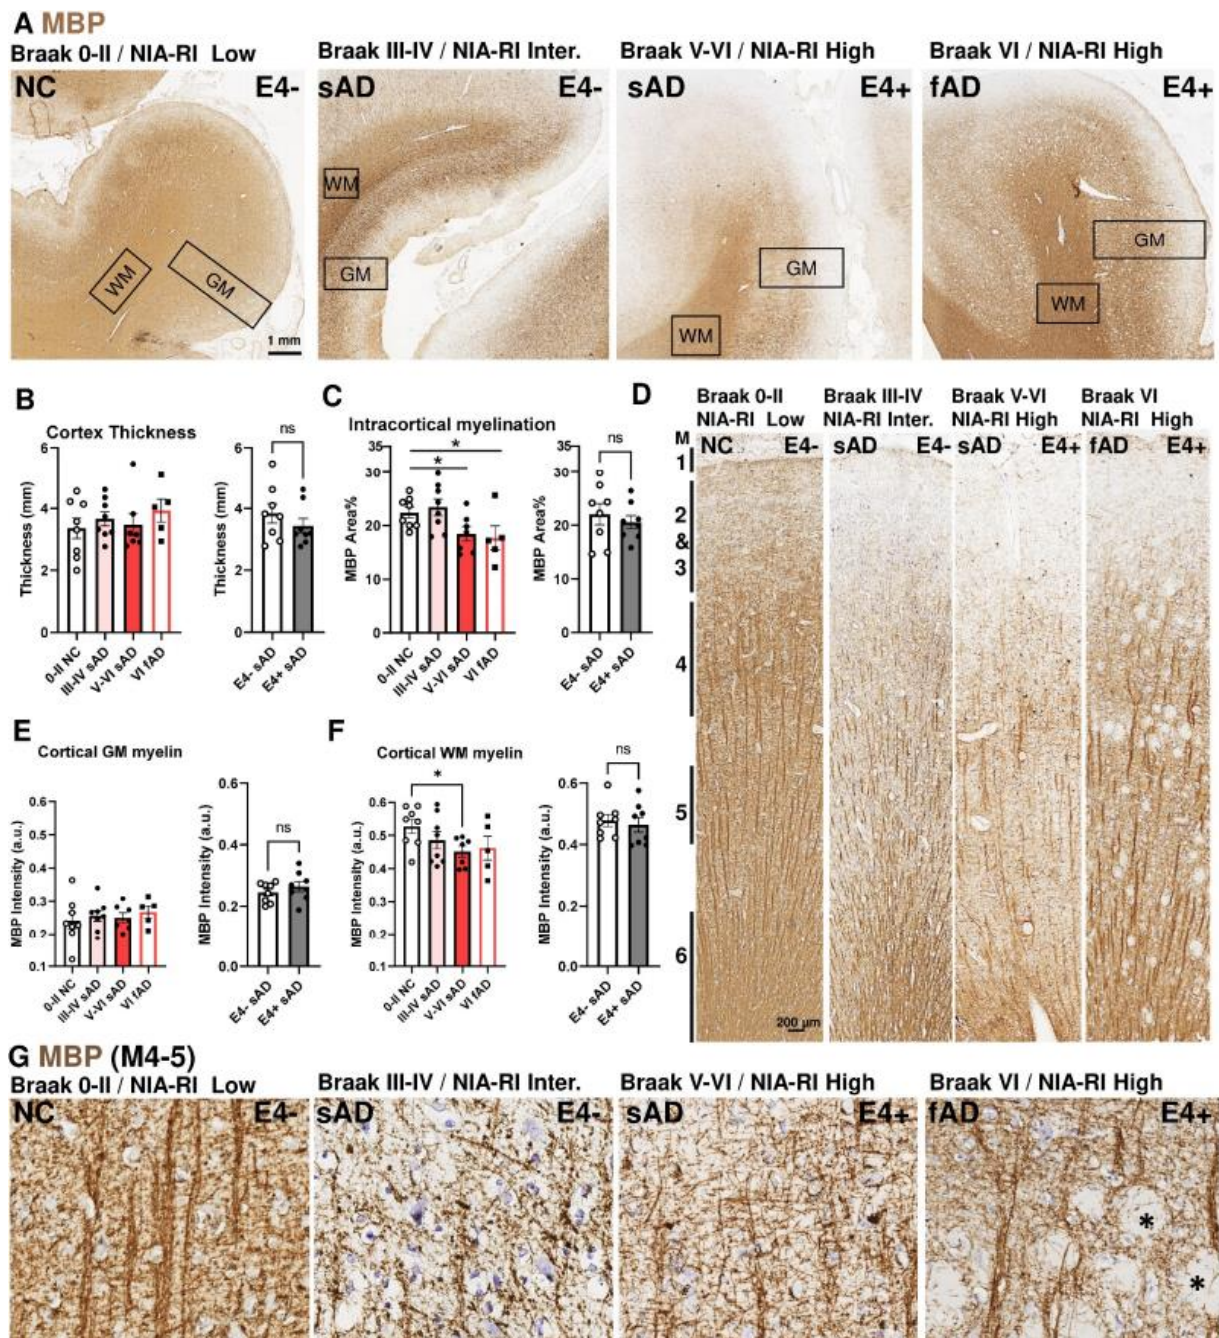 A MBP
Braak 0-II / NIA-RI Low
Braak III-IV / NIA-RI Inter.
Braak V-VI / NIA-RI High
Braak VI / NIA-RI High
NC E4-
sAD E4-
sAD E4+
fAD E4+
WM
GM
1 mm
WM
GM
GM
WM
GM
WM
B
Cortex Thickness
Thickness (mm)
6
4
2
0
0-II NC
III-IV sAD
V-VI sAD
VI fAD
ns
Thickness (mm)
6
4
2
0
E4- sAD
E4+ sAD
C
Intracortical myelination
MBP Area%
35
30
20
10
0
*
*
0-II NC
III-IV sAD
V-VI sAD
VI fAD
ns
MBP Area%
35
30
20
10
0
E4- sAD
E4+ sAD
D
Braak 0-II
NIA-RI Low
Braak III-IV
NIA-RI Inter.
Braak V-VI
NIA-RI High
Braak VI
NIA-RI High
NC E4-
sAD E4-
sAD E4+
fAD E4+
M
1
2
&
3
4
5
6
200 µm
E
Cortical GM myelin
MBP Intensity (a.u.)
0.6
0.5
0.4
0.3
0.2
0.1
0-II NC
III-IV sAD
V-VI sAD
VI fAD
ns
MBP Intensity (a.u.)
0.6
0.4
0.2
0.0
E4- sAD
E4+ sAD
F
Cortical WM myelin
MBP Intensity (a.u.)
0.6
0.5
0.4
0.3
0.2
0.1
*
0-II NC
III-IV sAD
V-VI sAD
VI fAD
ns
MBP Intensity (a.u.)
0.6
0.4
0.2
0.0
E4- sAD
E4+ sAD
G MBP (M4-5)
Braak 0-II / NIA-RI Low
Braak III-IV / NIA-RI Inter.
Braak V-VI / NIA-RI High
Braak VI / NIA-RI High
NC E4-
sAD E4-
sAD E4+
fAD E4+
*
*